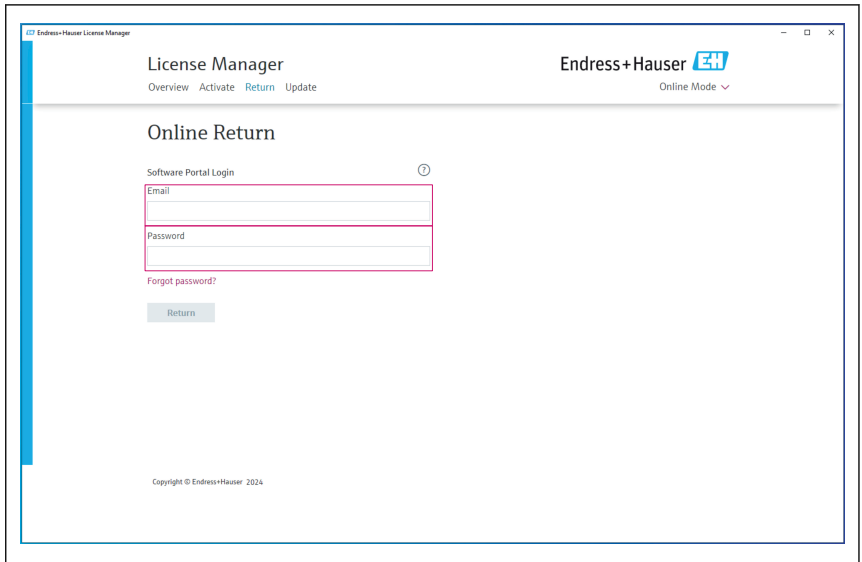 Endress+Hauser License Manager
License Manager
Endress+Hauser EH
Overview Activate Return Update
Online Mode
Online Return
Software Portal Login
?
Email
Password
Forgot password?
Return
Copyright © Endress+Hauser 2024